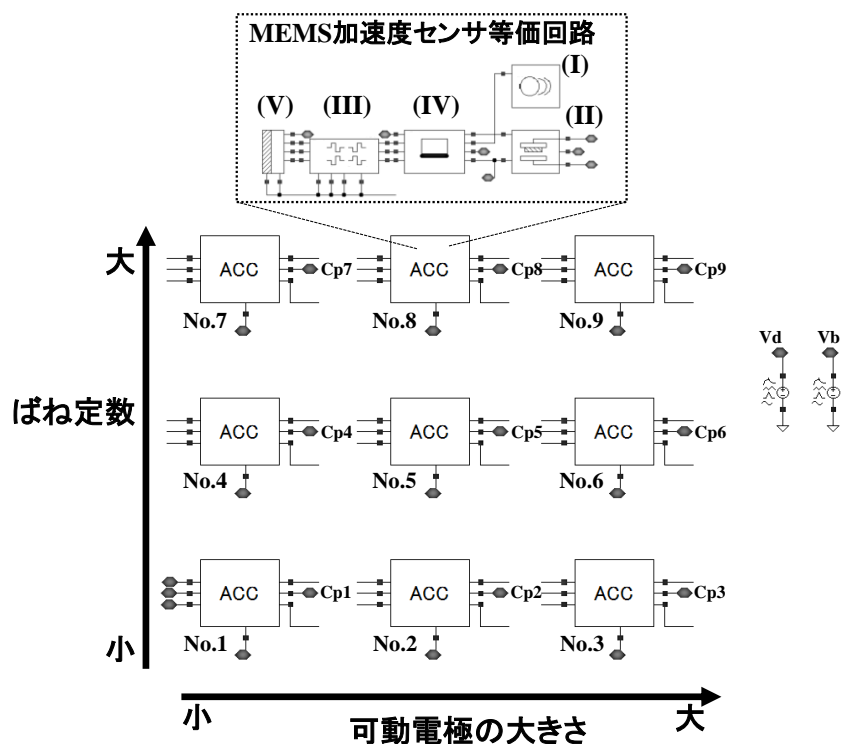 MEMS加速度センサ等価回路
(I)
(V)
(III)
(IV)
(II)
大
ACC
Cp7
ACC
Cp8
ACC
Cp9
No.7
No.8
No.9
Vd
Vb
ばね定数
ACC
Cp4
ACC
Cp5
ACC
Cp6
No.4
No.5
No.6
ACC
Cp1
ACC
Cp2
ACC
Cp3
No.1
No.2
No.3
小
小
可動電極の大きさ
大